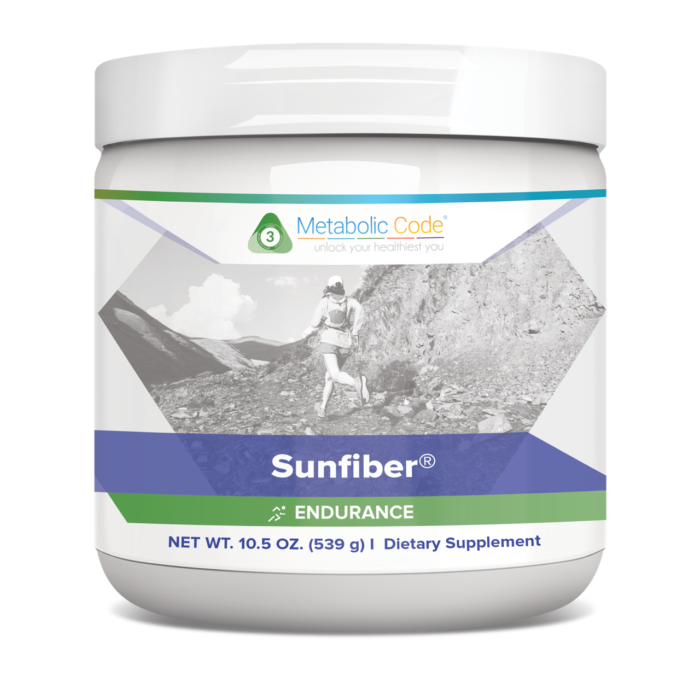 3
Metabolic Code®
unlock your healthiest you
Sunfiber®
ENDURANCE
NET WT. 10.5 OZ. (539 g) I Dietary Supplement